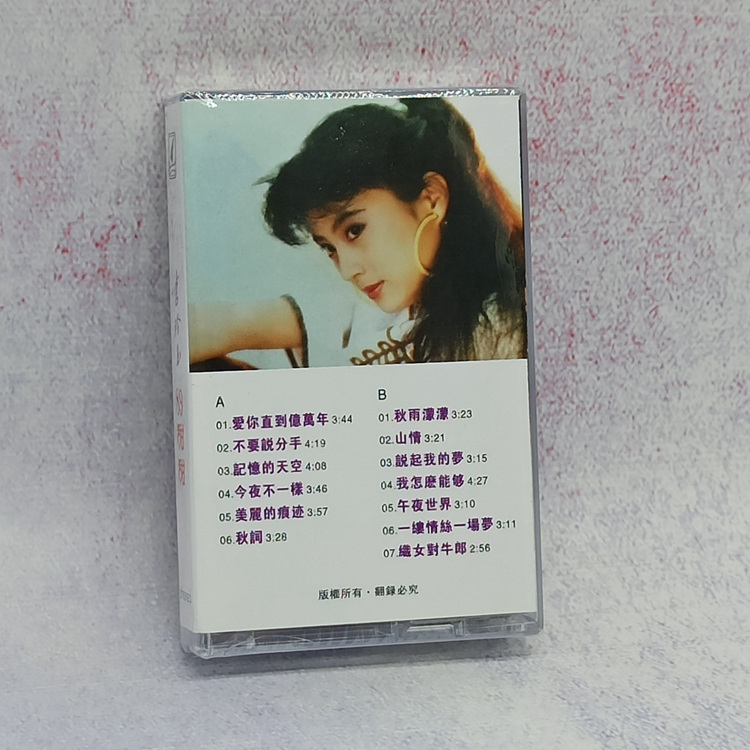 A
01.愛你直到億萬年 3:44
02.不要説分手 4:19
03.記憶的天空 4:08
04.今夜不一樣 3:46
05.美麗的痕迹 3:57
06.秋詞 3:28
B
01.秋雨濛濛 3:23
02.山情 3:21
03.説起我的夢 3:15
04.我怎麽能够 4:27
05.午夜世界 3:10
06.一縷情絲一場夢 3:11
07.織女對牛郎 2:56
版權所有·翻録必究